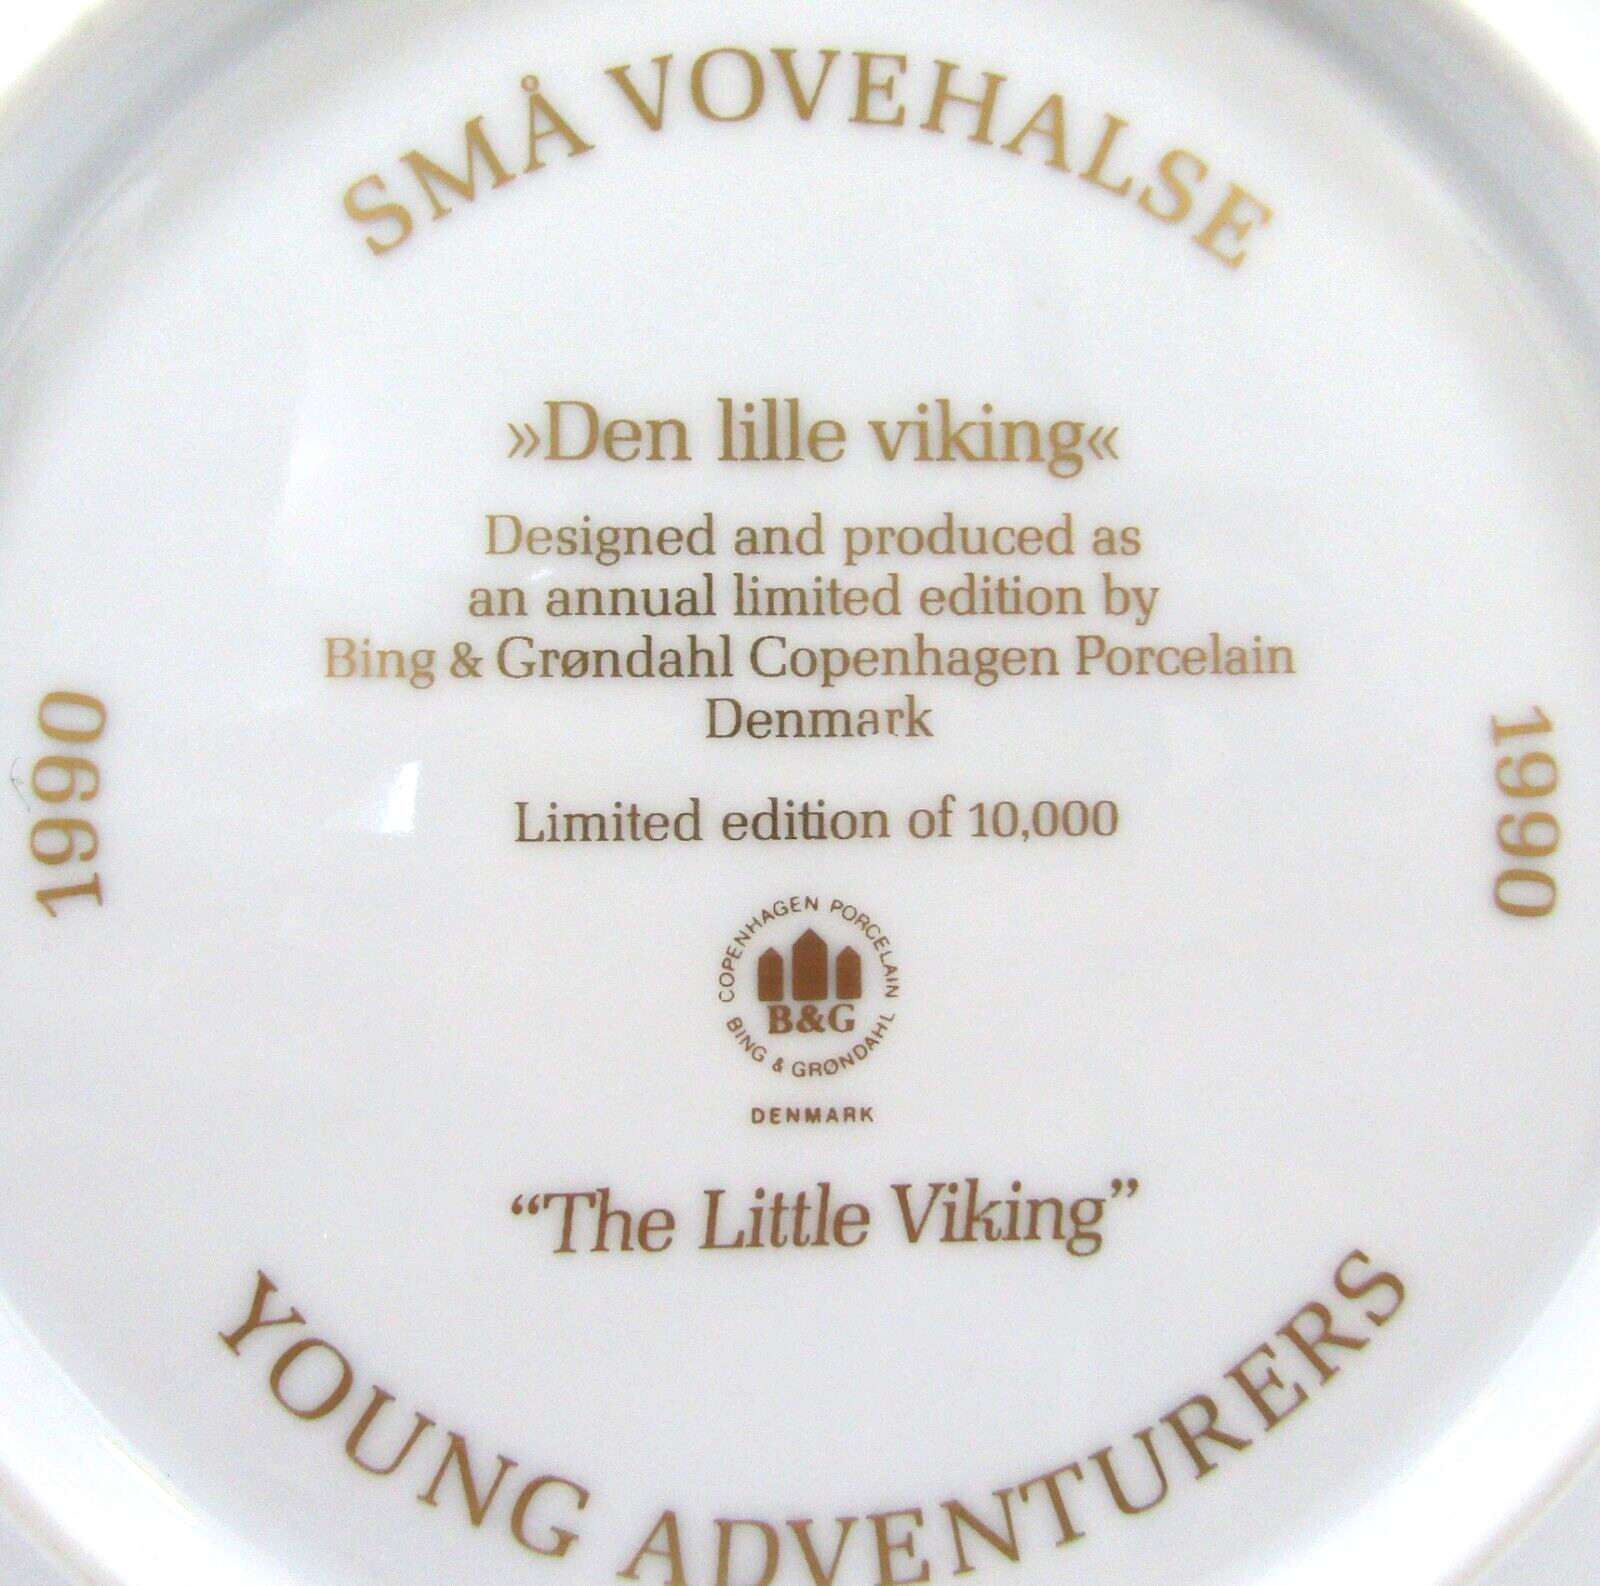 SMÅ VOVEHALSE
»Den lille viking«
Designed and produced as
an annual limited edition by
Bing & Grøndahl Copenhagen Porcelain
Denmark
1990
1990
Limited edition of 10,000
COPENHAGEN PORCELAIN
B&G
BING & GRØNDAHL
DENMARK
“The Little Viking”
YOUNG ADVENTURERS